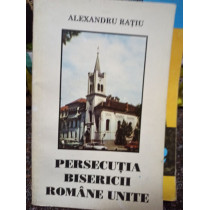 ALEXANDRU RAȚIU
PERSECUȚIA
BISERICII
ROMÂNE UNITE